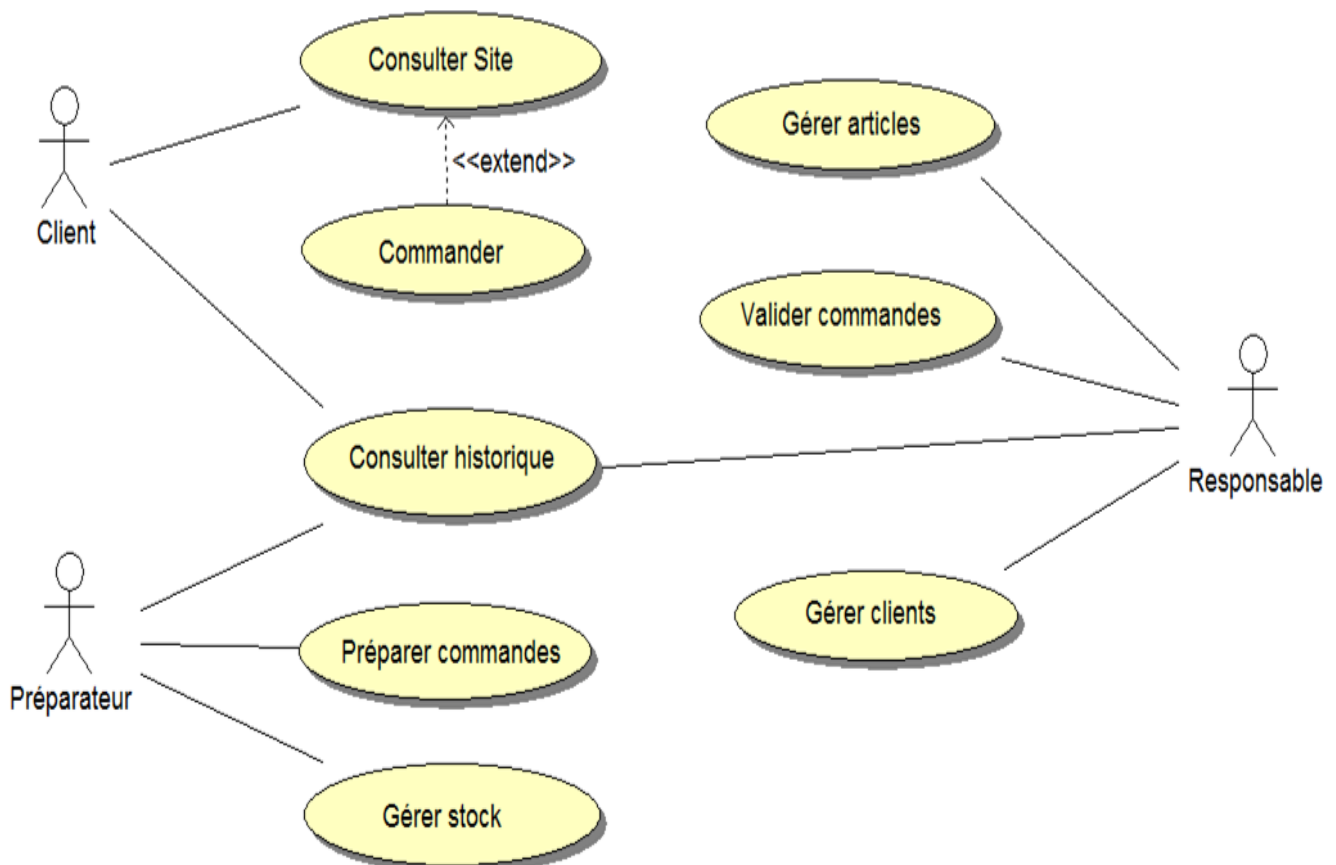 Consulter Site
Gérer articles
<<extend>>
Client
Commander
Valider commandes
Consulter historique
Responsable
Gérer clients
Préparer commandes
Préparateur
Gérer stock